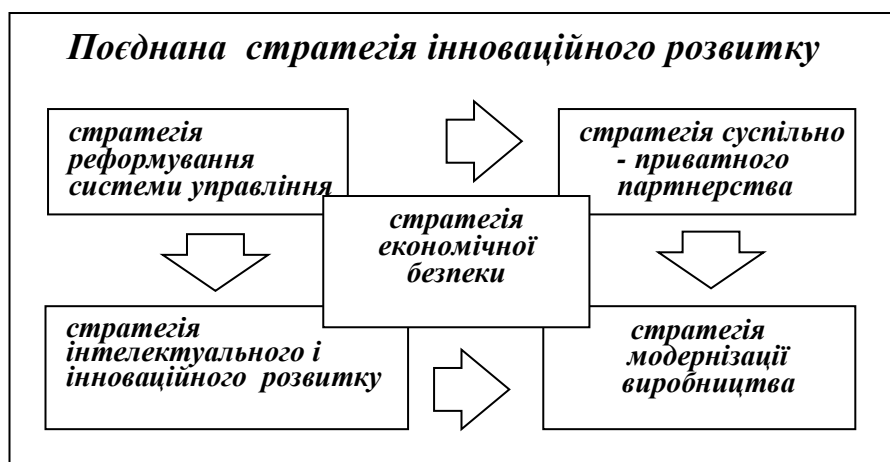 Поєднана стратегія інноваційного розвитку
стратегія
реформування
системи управління
стратегія суспільно
- приватного
партнерства
стратегія
економічної
безпеки
стратегія
інтелектуального і
інноваційного розвитку
стратегія
модернізації
виробництва